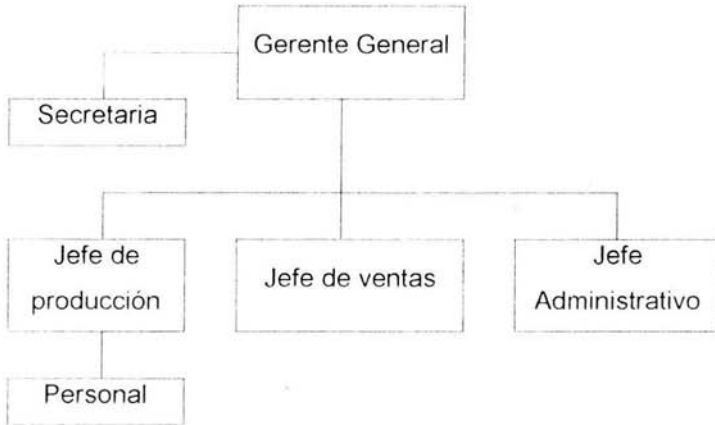 Gerente General
Secretaria
Jefe de
producción
Jefe de ventas
Jefe
Administrativo
Personal